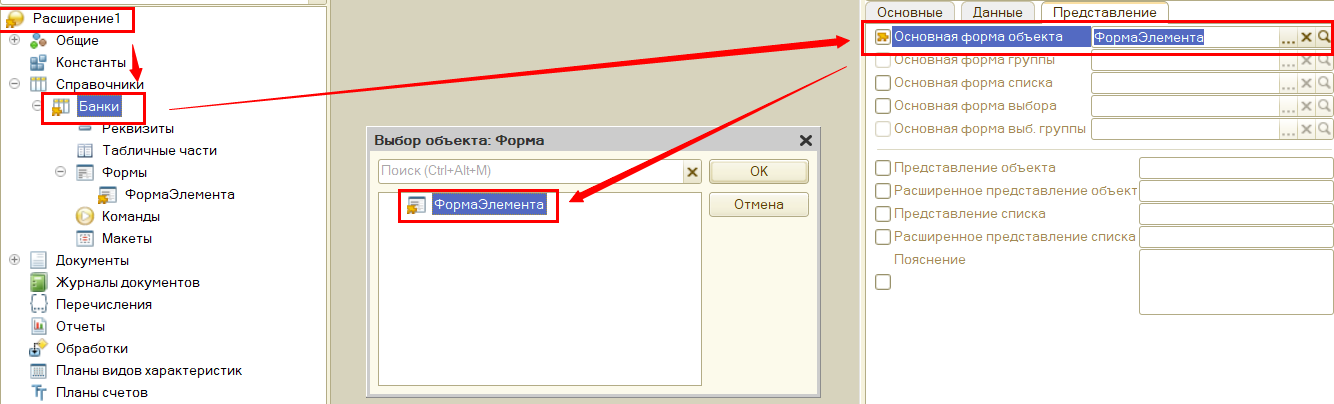 Расширение1
Общие
Константы
Справочники
Банки
Реквизиты
Табличные части
Формы
ФормаЭлемента
Команды
Макеты
Документы
Журналы документов
Перечисления
Отчеты
Обработки
Планы видов характеристик
Планы счетов
Выбор объекта: Форма
Поиск (Ctrl+Alt+M)
OK
ФормаЭлемента
Отмена
Основные Данные Представление
Основная форма объекта ФормаЭлемента
Основная форма группы
Основная форма списка
Основная форма выбора
Основная форма выб. группы
Представление объекта
Расширенное представление объект
Представление списка
Расширенное представление списка
Пояснение